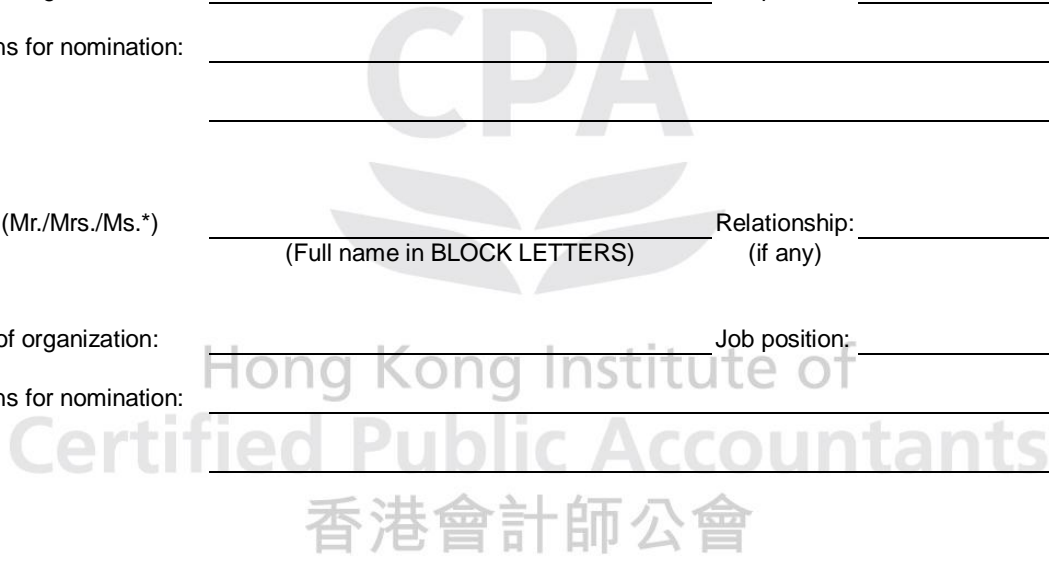 CPA
ns for nomination:
(Mr./Mrs./Ms.*) Relationship:
(Full name in BLOCK LETTERS) (if any)
of organization: Job position:
Hong Kong Institute of
ns for nomination:
Certified Public Accountants
香港會計師公會